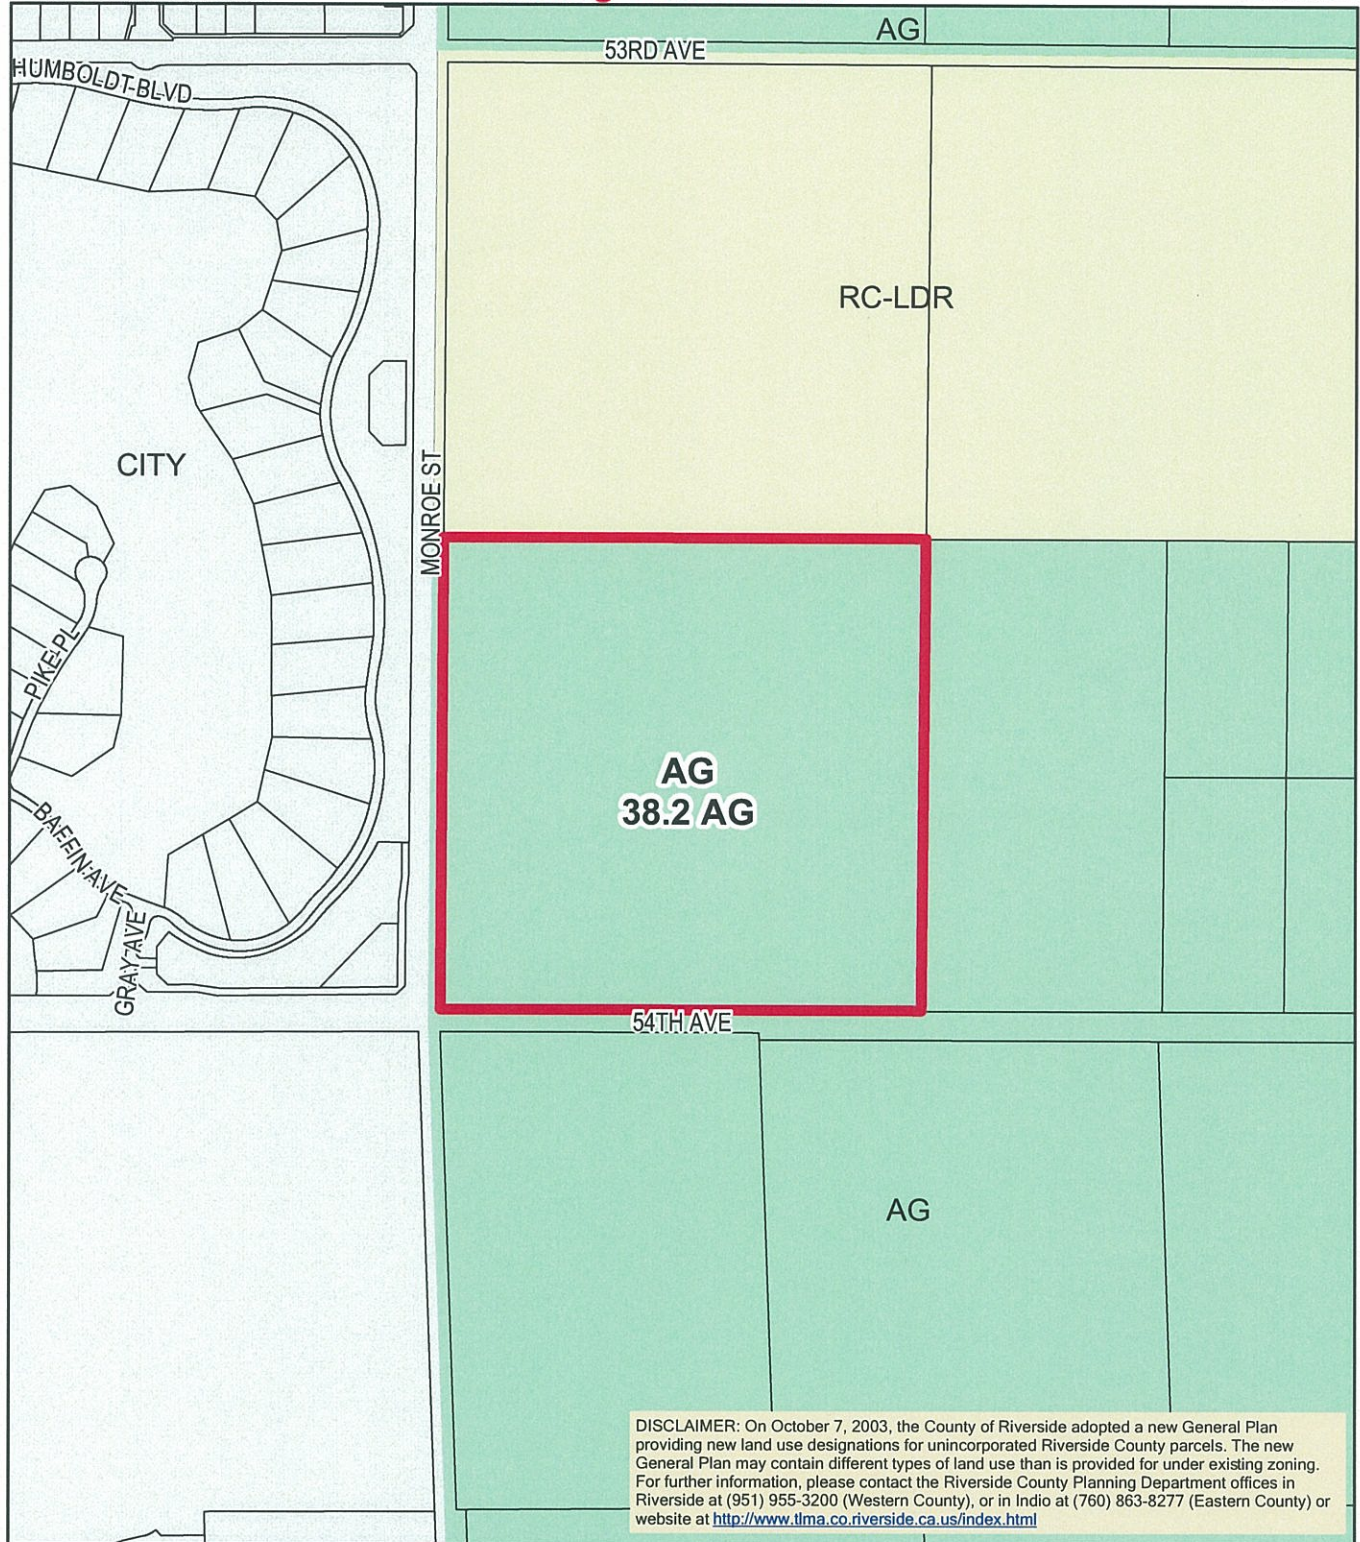 AG
53RD AVE
HUMBOLDT BLVD
RC-LDR
CITY
MONROE ST
PIKE PL
AG
38.2 AG
BAFFIN AVE
GRAY AVE
54TH AVE
AG
DISCLAIMER: On October 7, 2003, the County of Riverside adopted a new General Plan
providing new land use designations for unincorporated Riverside County parcels. The new
General Plan may contain different types of land use than is provided for under existing zoning.
For further information, please contact the Riverside County Planning Department offices in
Riverside at (951) 955-3200 (Western County), or in Indio at (760) 863-8277 (Eastern County) or
website at http://www.tlma.co.riverside.ca.us/index.html